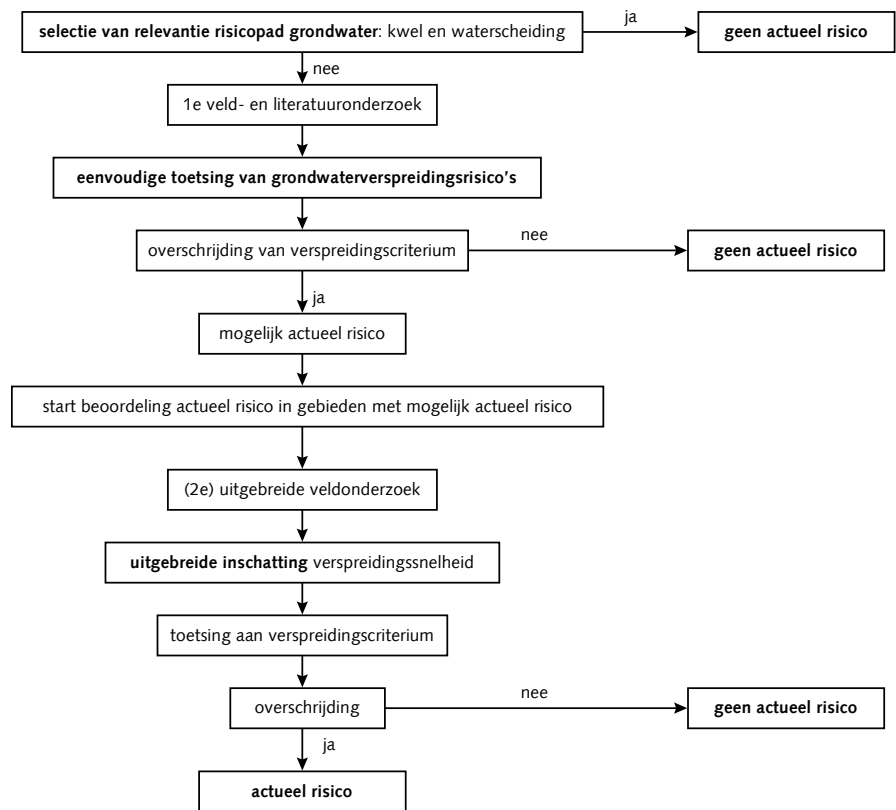 selectie van relevantie risicopad grondwater: kwel en waterscheiding
ja
geen actueel risico
nee
1e veld- en literatuuronderzoek
eenvoudige toetsing van grondwaterverspreidingsrisico's
overschrijding van verspreidingscriterium
nee
geen actueel risico
ja
mogelijk actueel risico
start beoordeling actueel risico in gebieden met mogelijk actueel risico
(2e) uitgebreide veldonderzoek
uitgebreide inschatting verspreidingssnelheid
toetsing aan verspreidingscriterium
overschrijding
nee
geen actueel risico
ja
actueel risico